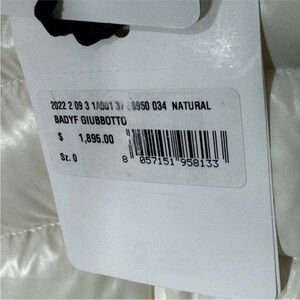 2022 2 09 3 1A001 37 68950 034 NATURAL
BADYF GIUBBOTTO
$ 1,895.00
Sz. 0
8 057151 958133